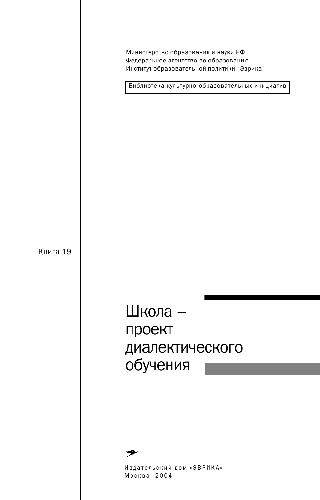 Министерство образования и науки РФ
Федеральное агентство по образованию
Институт образовательной политики "Эврика"
Библиотека культурно-образовательных инициатив
Книга 19
Школа –
проект
диалектического
обучения
Издательский дом «ЭВРИКА»
Москва 2004